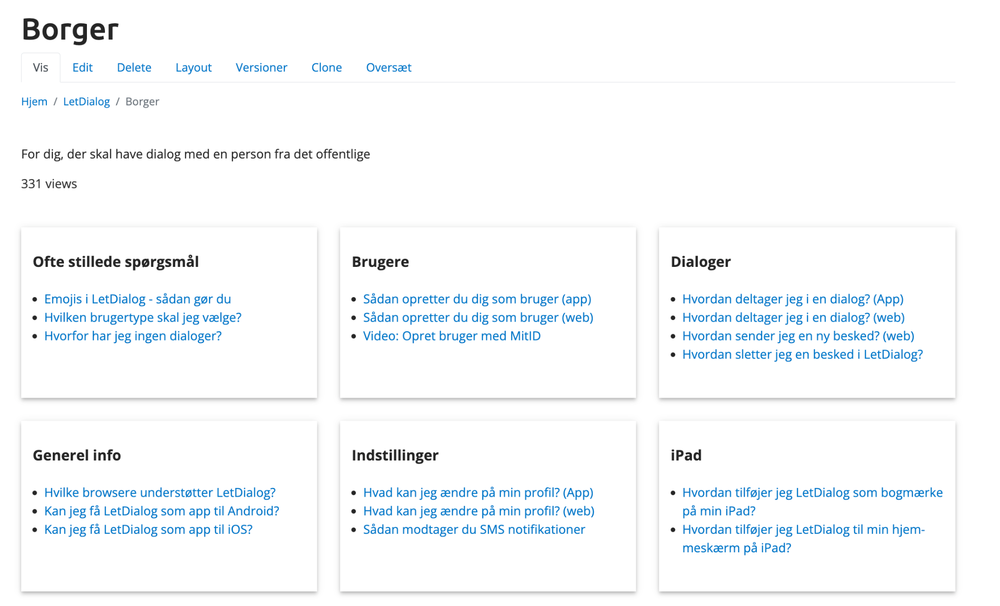 Borger
Vis Edit Delete Layout Versioner Clone Oversæt
Hjem / LetDialog / Borger
For dig, der skal have dialog med en person fra det offentlige
331 views
Ofte stillede spørgsmål
Emojis i LetDialog - sådan gør du
Hvilken brugertype skal jeg vælge?
Hvorfor har jeg ingen dialoger?
Brugere
Sådan opretter du dig som bruger (app)
Sådan opretter du dig som bruger (web)
Video: Opret bruger med MitID
Dialoger
Hvordan deltager jeg i en dialog? (App)
Hvordan deltager jeg i en dialog? (web)
Hvordan sender jeg en ny besked? (web)
Hvordan sletter jeg en besked i LetDialog?
Generel info
Hvilke browsere understøtter LetDialog?
Kan jeg få LetDialog som app til Android?
Kan jeg få LetDialog som app til iOS?
Indstillinger
Hvad kan jeg ændre på min profil? (App)
Hvad kan jeg ændre på min profil? (web)
Sådan modtager du SMS notifikationer
iPad
Hvordan tilføjer jeg LetDialog som bogmærke
på min iPad?
Hvordan tilføjer jeg LetDialog til min hjem-
meskærm på iPad?